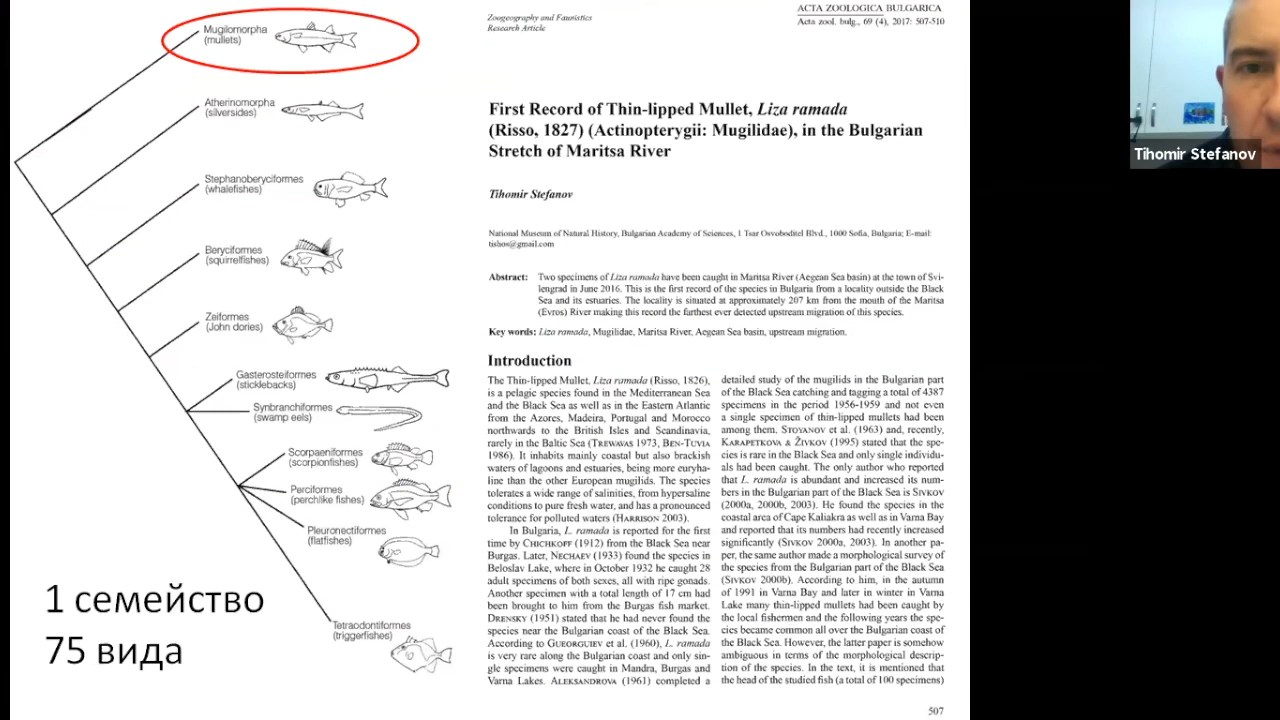 Mugilomorpha
(mullets)
Atherinomorpha
(silversides)
Stephanoberyciformes
(whalefishes)
Beryciformes
(squirrelfishes)
Zeiformes
(John dories)
Gasterosteiformes
(sticklebacks)
Synbranchiformes
(swamp eels)
Scorpaeniformes
(scorpionfishes)
Perciformes
(perchlike fishes)
Pleuronectiformes
(flatfishes)
Tetraodontiformes
(triggerfishes)
1 семейство
75 вида
Zoogeography and Faunistics
Research Article
ACTA ZOOLOGICA BULGARICA
Acta zool. bulg., 69 (4), 2017: 507-510
First Record of Thin-lipped Mullet, Liza ramada
(Risso, 1827) (Actinopterygii: Mugilidae), in the Bulgarian
Stretch of Maritsa River
Tihomir Stefanov
National Museum of Natural History, Bulgarian Academy of Sciences, 1 Tsar Osvoboditel Blvd., 1000 Sofia, Bulgaria; E-mail:
tishos@gmail.com
Abstract: Two specimens of Liza ramada have been caught in Maritsa River (Aegean Sea basin) at the town of Svi-
lengrad in June 2016. This is the first record of the species in Bulgaria from a locality outside the Black
Sea and its estuaries. The locality is situated at approximately 207 km from the mouth of the Maritsa
(Evros) River making this record the farthest ever detected upstream migration of this species.
Key words: Liza ramada, Mugilidae, Maritsa River, Aegean Sea basin, upstream migration.
Introduction
The Thin-lipped Mullet, Liza ramada (Risso, 1826),
is a pelagic species found in the Mediterranean Sea
and the Black Sea as well as in the Eastern Atlantic
from the Azores, Madeira, Portugal and Morocco
northwards to the British Isles and Scandinavia,
rarely in the Baltic Sea (TREWAVAS 1973, BEN-TUVIA
1986). It inhabits mainly coastal but also brackish
waters of lagoons and estuaries, being more euryha-
line than the other European mugilids. The species
tolerates a wide range of salinities, from hypersaline
conditions to pure fresh water, and has a pronounced
tolerance for polluted waters (HARRISON 2003).
In Bulgaria, L. ramada is reported for the first
time by CHICHKOFF (1912) from the Black Sea near
Burgas. Later, NECHAEV (1933) found the species in
Beloslav Lake, where in October 1932 he caught 28
adult specimens of both sexes, all with ripe gonads.
Another specimen with a total length of 17 cm had
been brought to him from the Burgas fish market.
DRENSKY (1951) stated that he had never found the
species near the Bulgarian coast of the Black Sea.
According to GUEORGUIEV et al. (1960), L. ramada
is very rare along the Bulgarian coast and only sin-
gle specimens were caught in Mandra, Burgas and
Varna Lakes. ALEKSANDROVA (1961) completed a
detailed study of the mugilids in the Bulgarian part
of the Black Sea catching and tagging a total of 4387
specimens in the period 1956-1959 and not even
a single specimen of thin-lipped mullets had been
among them. STOYANOV et al. (1963) and, recently,
KARAPETKOVA & ŽIVKOV (1995) stated that the spe-
cies is rare in the Black Sea and only single individu-
als had been caught. The only author who reported
that L. ramada is abundant and increased its num-
bers in the Bulgarian part of the Black Sea is SIVKOV
(2000a, 2000b, 2003). He found the species in the
coastal area of Cape Kaliakra as well as in Varna Bay
and reported that its numbers had recently increased
significantly (SIVKOV 2000a, 2003). In another pa-
per, the same author made a morphological survey of
the species from the Bulgarian part of the Black Sea
(SIVKOV 2000b). According to him, in the autumn
of 1991 in Varna Bay and later in winter in Varna
Lake many thin-lipped mullets had been caught by
the local fishermen and the following years the spe-
cies became common all over the Bulgarian coast of
the Black Sea. However, the latter paper is somehow
ambiguous in terms of the morphological descrip-
tion of the species. In the text, it is mentioned that
the head of the studied fish (a total of 100 specimens)
507
Tihomir Stefanov